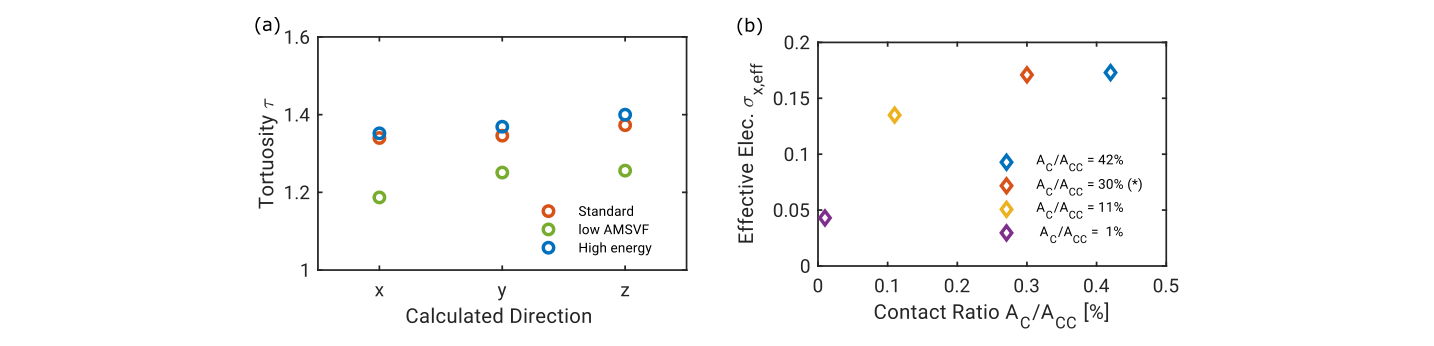 (a)
1.6
1.4
1.2
1
Tortuosity τ
x y z
Calculated Direction
Standard
low AMSVF
High energy
(b)
0.2
0.15
0.1
0.05
0
Effective Elec. σx,eff
0 0.1 0.2 0.3 0.4 0.5
Contact Ratio AC/ACC [%]
AC/ACC = 42%
AC/ACC = 30% (*)
AC/ACC = 11%
AC/ACC = 1%